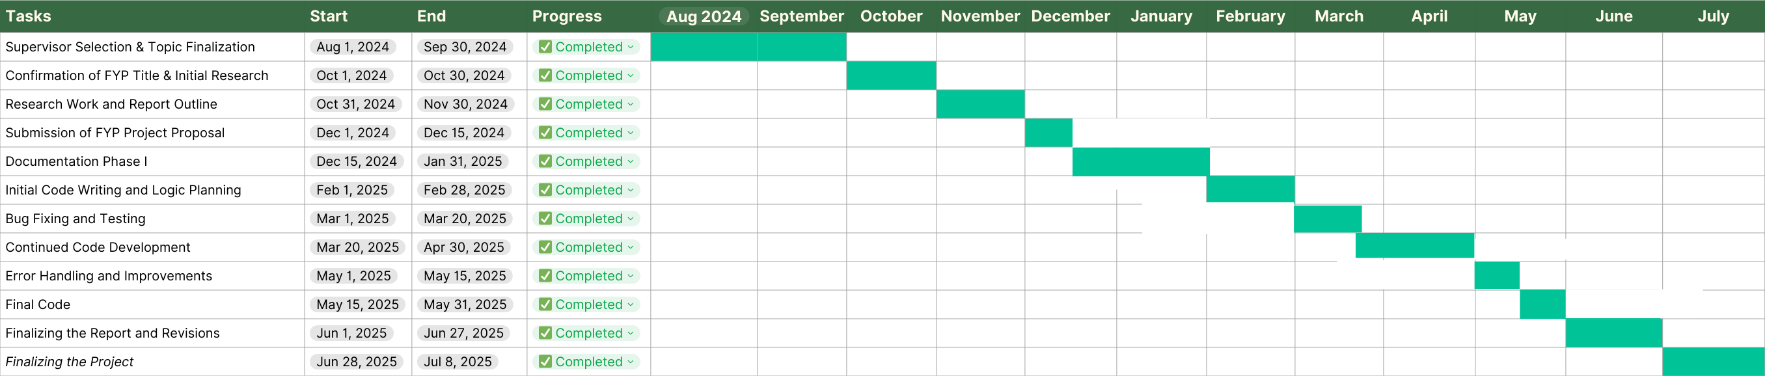 Tasks Start End Progress Aug 2024 September October November December January February March April May June July
Supervisor Selection & Topic Finalization Aug 1, 2024 Sep 30, 2024 ✅ Completed
Confirmation of FYP Title & Initial Research Oct 1, 2024 Oct 30, 2024 ✅ Completed
Research Work and Report Outline Oct 31, 2024 Nov 30, 2024 ✅ Completed
Submission of FYP Project Proposal Dec 1, 2024 Dec 15, 2024 ✅ Completed
Documentation Phase I Dec 15, 2024 Jan 31, 2025 ✅ Completed
Initial Code Writing and Logic Planning Feb 1, 2025 Feb 28, 2025 ✅ Completed
Bug Fixing and Testing Mar 1, 2025 Mar 20, 2025 ✅ Completed
Continued Code Development Mar 20, 2025 Apr 30, 2025 ✅ Completed
Error Handling and Improvements May 1, 2025 May 15, 2025 ✅ Completed
Final Code May 15, 2025 May 31, 2025 ✅ Completed
Finalizing the Report and Revisions Jun 1, 2025 Jun 27, 2025 ✅ Completed
Finalizing the Project Jun 28, 2025 Jul 8, 2025 ✅ Completed